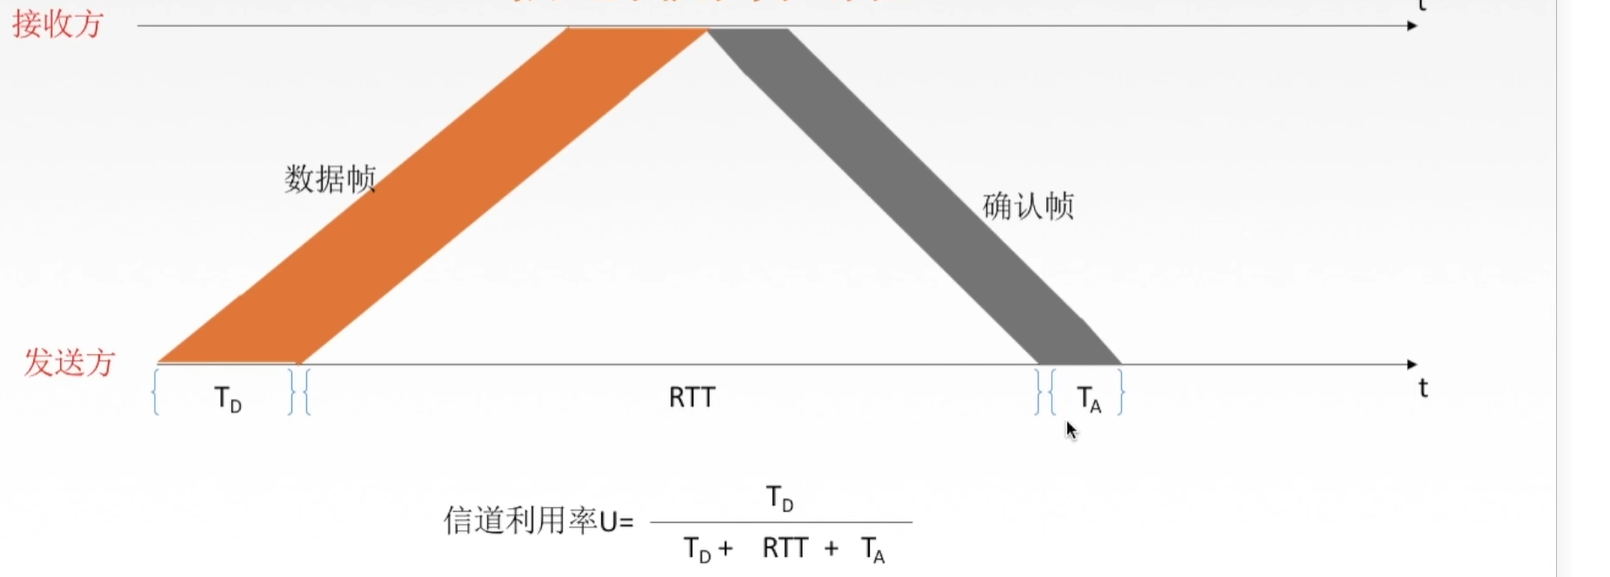 接收方
t
数据帧
确认帧
发送方
t
T_D
RTT
T_A
T_D
信道利用率U=
T_D + RTT + T_A